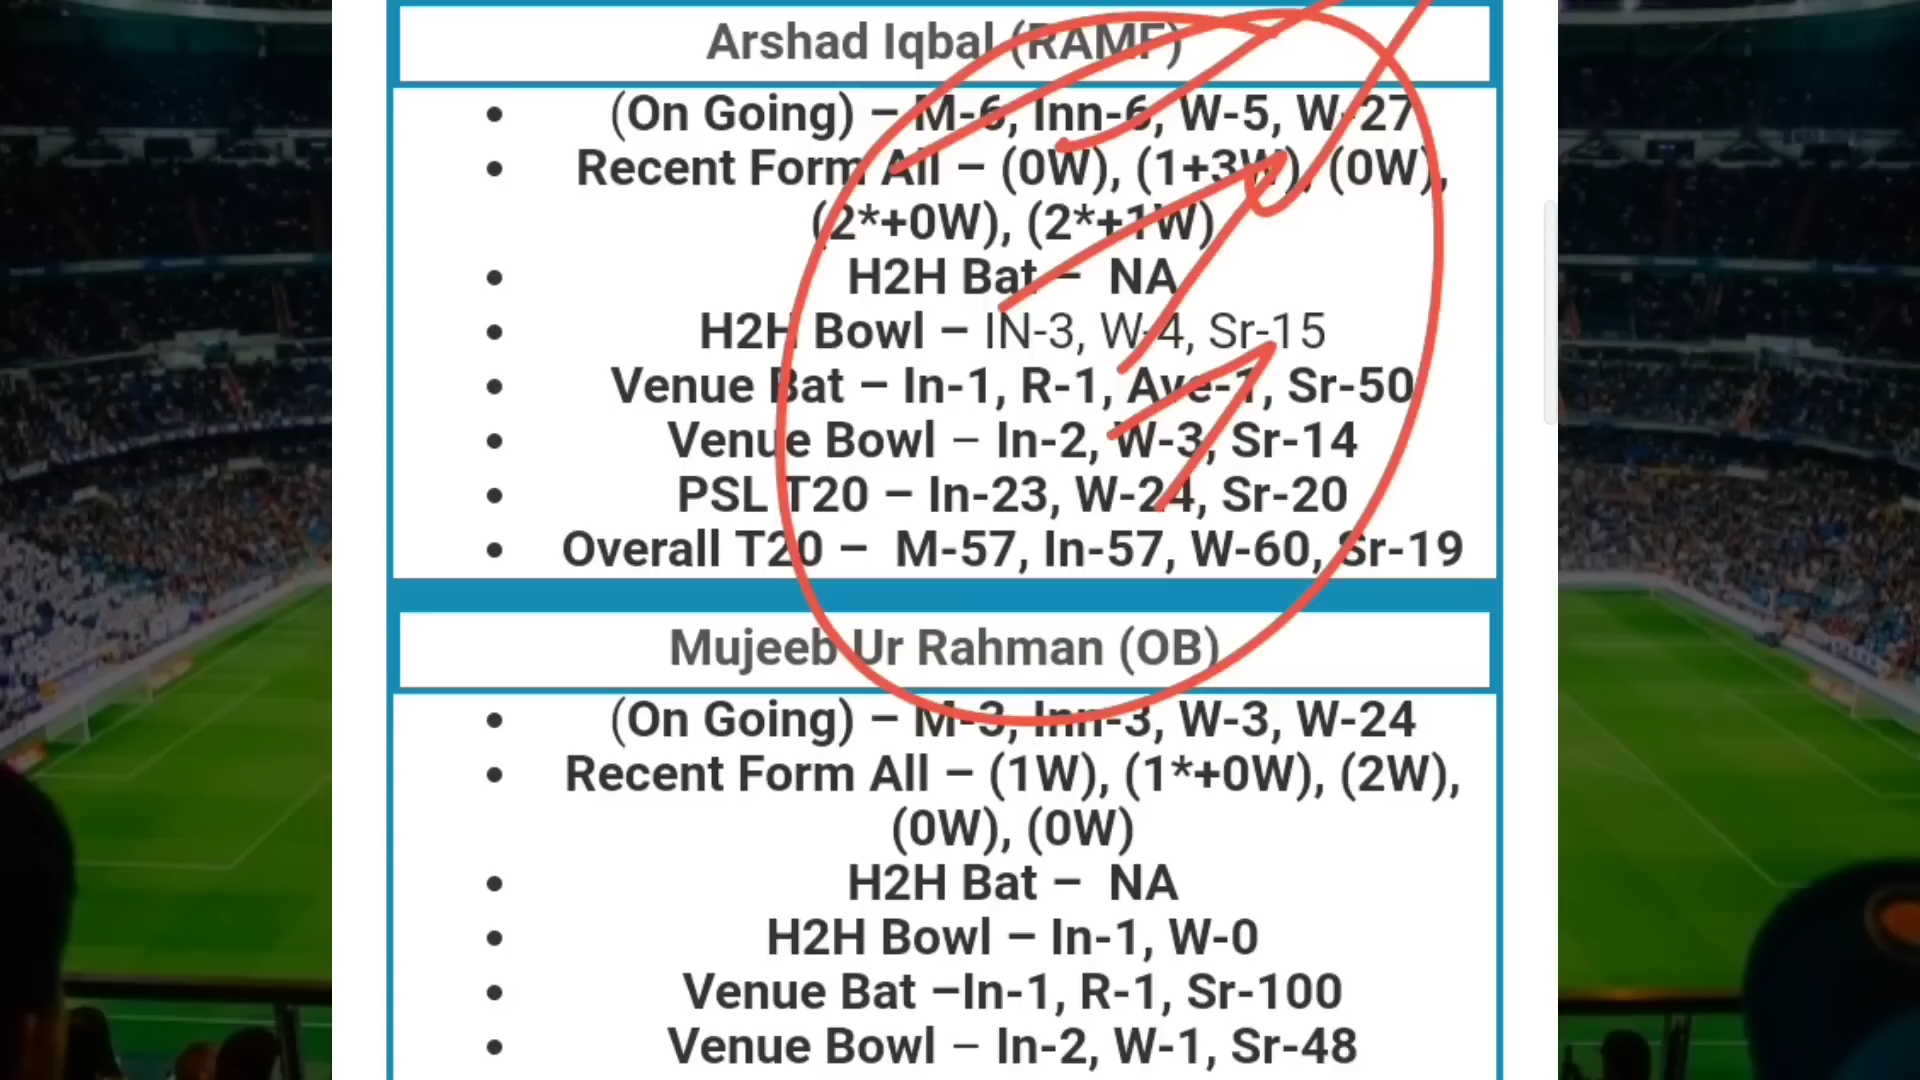 Arshad Iqbal (RAMF)
(On Going) – M-6, Inn-6, W-5, W-27
Recent Form All – (0W), (1+3W), (0W),
(2*+0W), (2*+1W)
H2H Bat – NA
H2H Bowl – IN-3, W-4, Sr-15
Venue Bat – In-1, R-1, Ave-1, Sr-50
Venue Bowl – In-2, W-3, Sr-14
PSL T20 – In-23, W-24, Sr-20
Overall T20 – M-57, In-57, W-60, Sr-19
Mujeeb Ur Rahman (OB)
(On Going) – M-3, Inn-3, W-3, W-24
Recent Form All – (1W), (1*+0W), (2W),
(0W), (0W)
H2H Bat – NA
H2H Bowl – In-1, W-0
Venue Bat –In-1, R-1, Sr-100
Venue Bowl – In-2, W-1, Sr-48